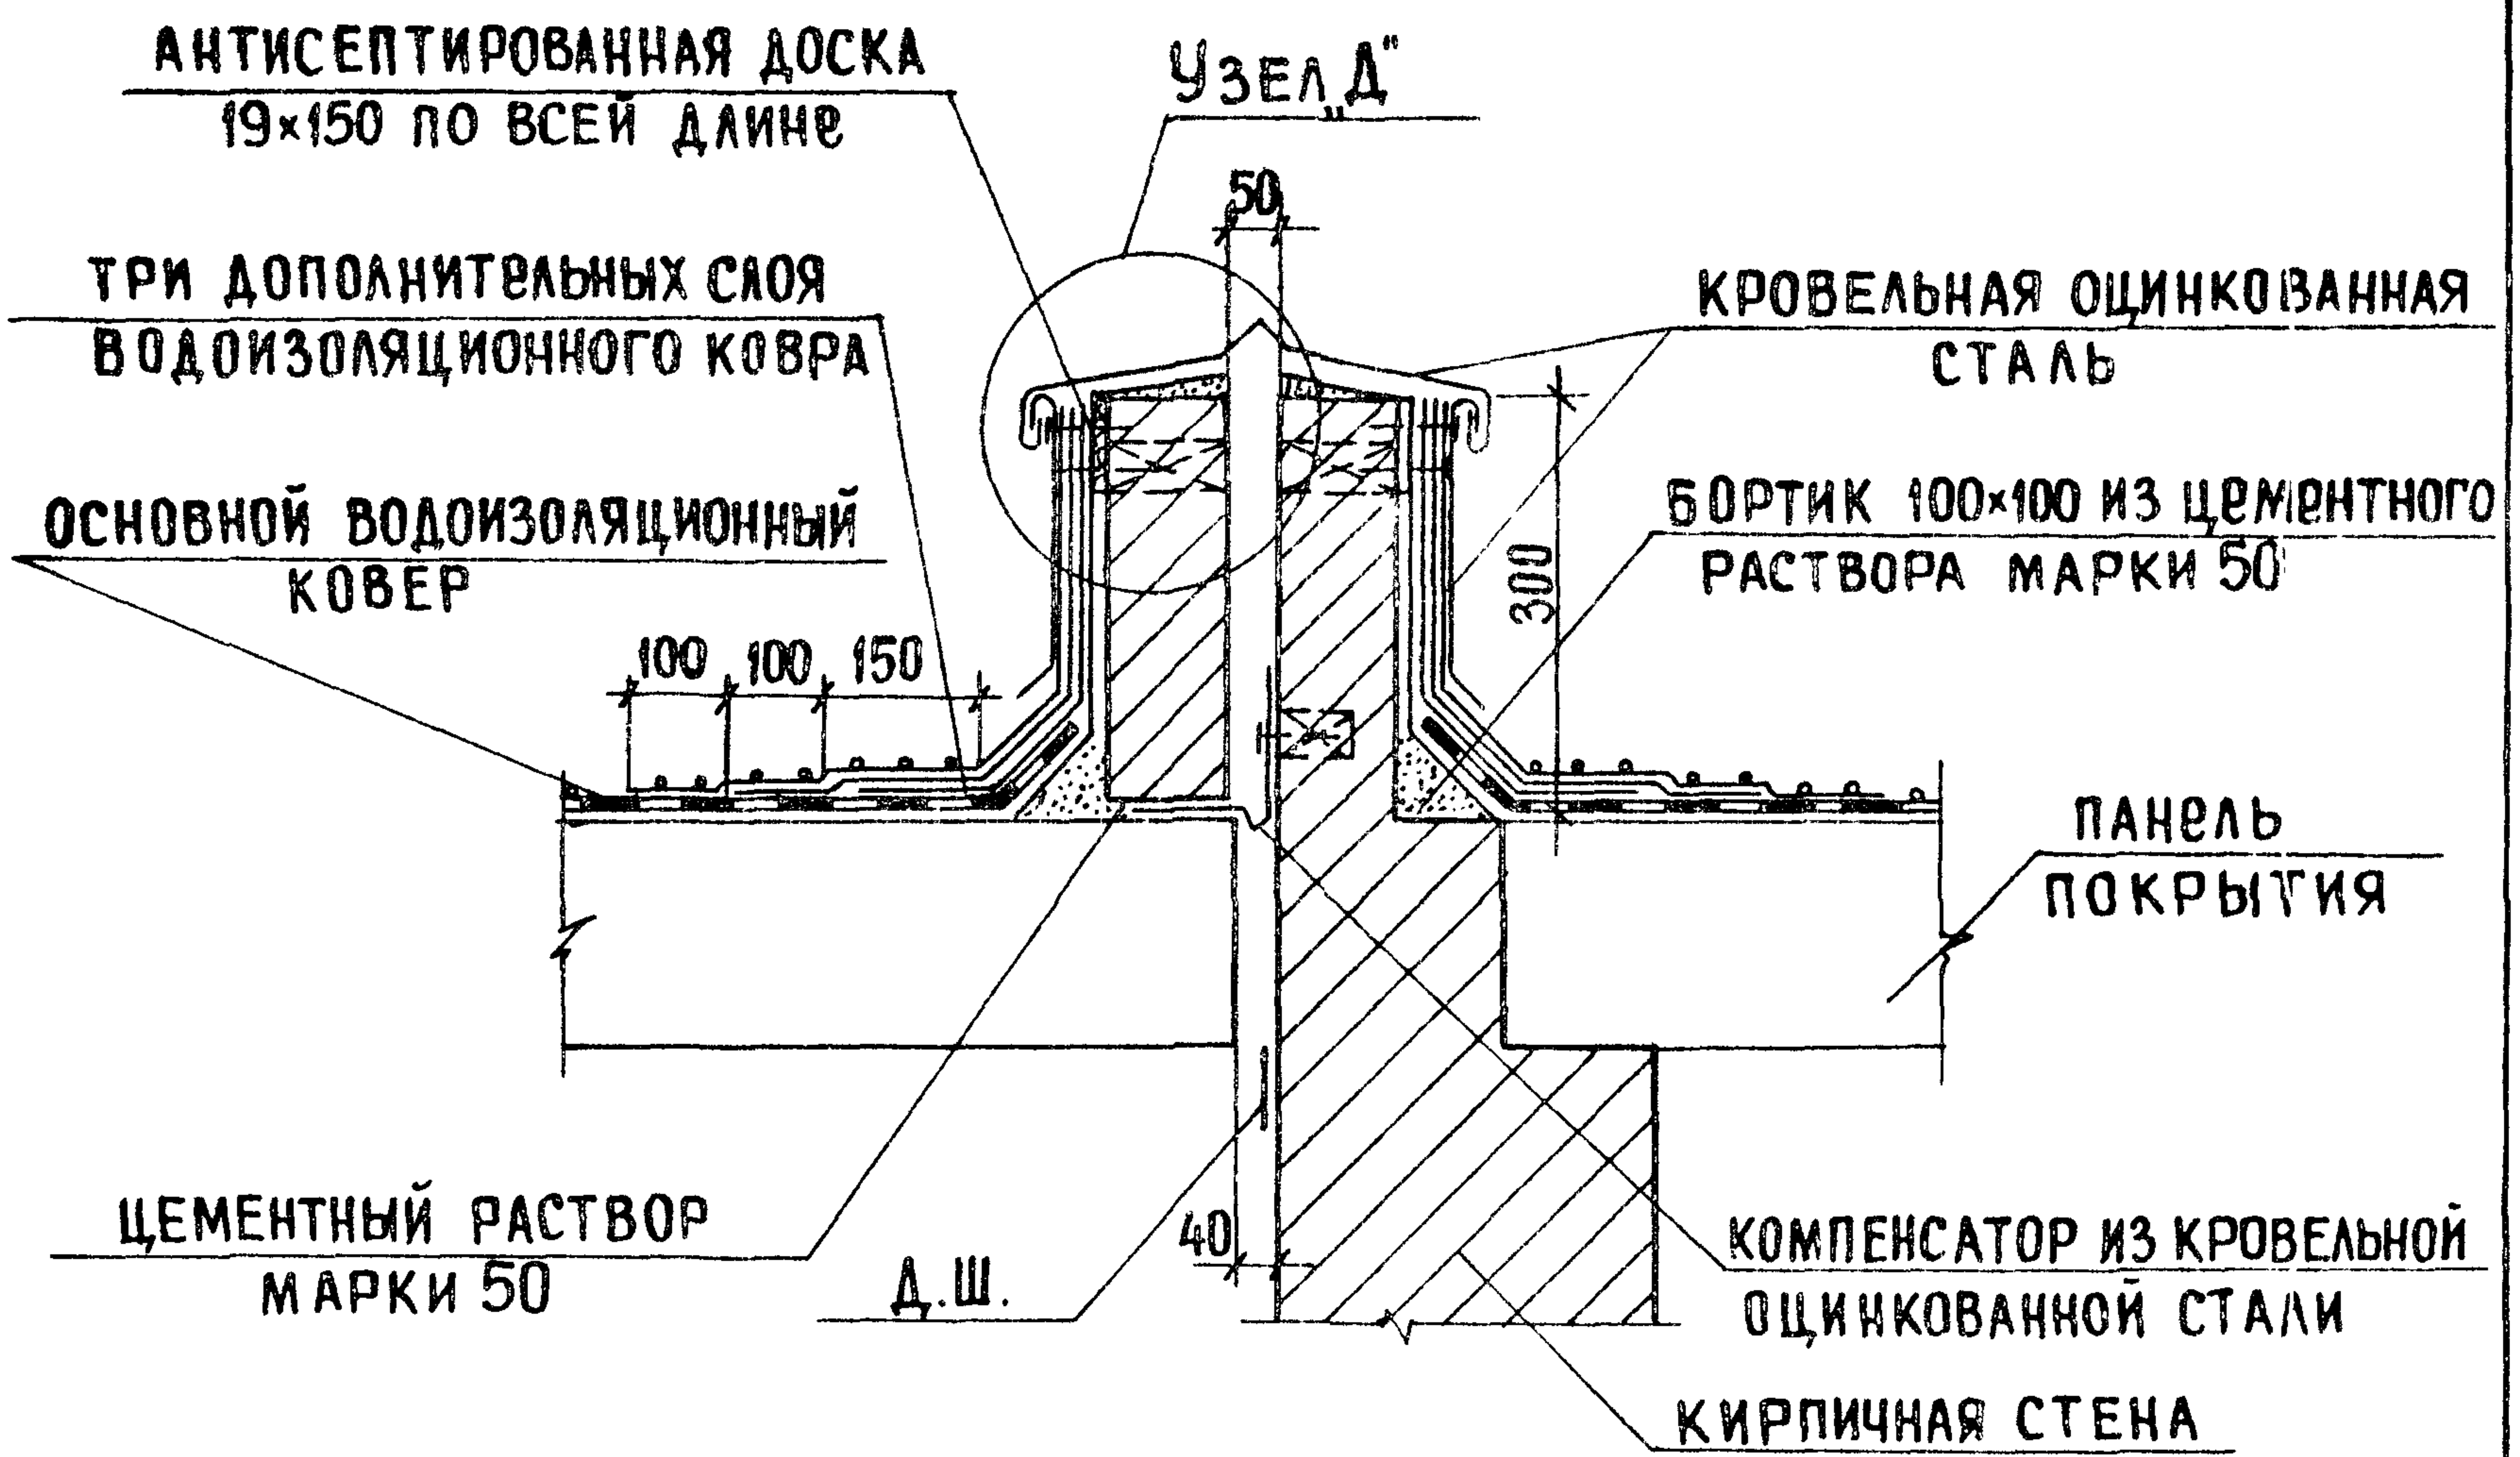 АНТИСЕПТИРОВАННАЯ ДОСКА
19×150 ПО ВСЕЙ ДЛИНЕ
УЗЕЛ „Д"
50
ТРИ ДОПОЛНИТЕЛЬНЫХ СЛОЯ
ВОДОИЗОЛЯЦИОННОГО КОВРА
КРОВЕЛЬНАЯ ОЦИНКОВАННАЯ
СТАЛЬ
ОСНОВНОЙ ВОДОИЗОЛЯЦИОННЫЙ
КОВЕР
БОРТИК 100×100 ИЗ ЦЕМЕНТНОГО
РАСТВОРА МАРКИ 50
300
100 100 150
ПАНЕЛЬ
ПОКРЫТИЯ
ЦЕМЕНТНЫЙ РАСТВОР
МАРКИ 50
Д.Ш.
40
КОМПЕНСАТОР ИЗ КРОВЕЛЬНОЙ
ОЦИНКОВАННОЙ СТАЛИ
КИРПИЧНАЯ СТЕНА